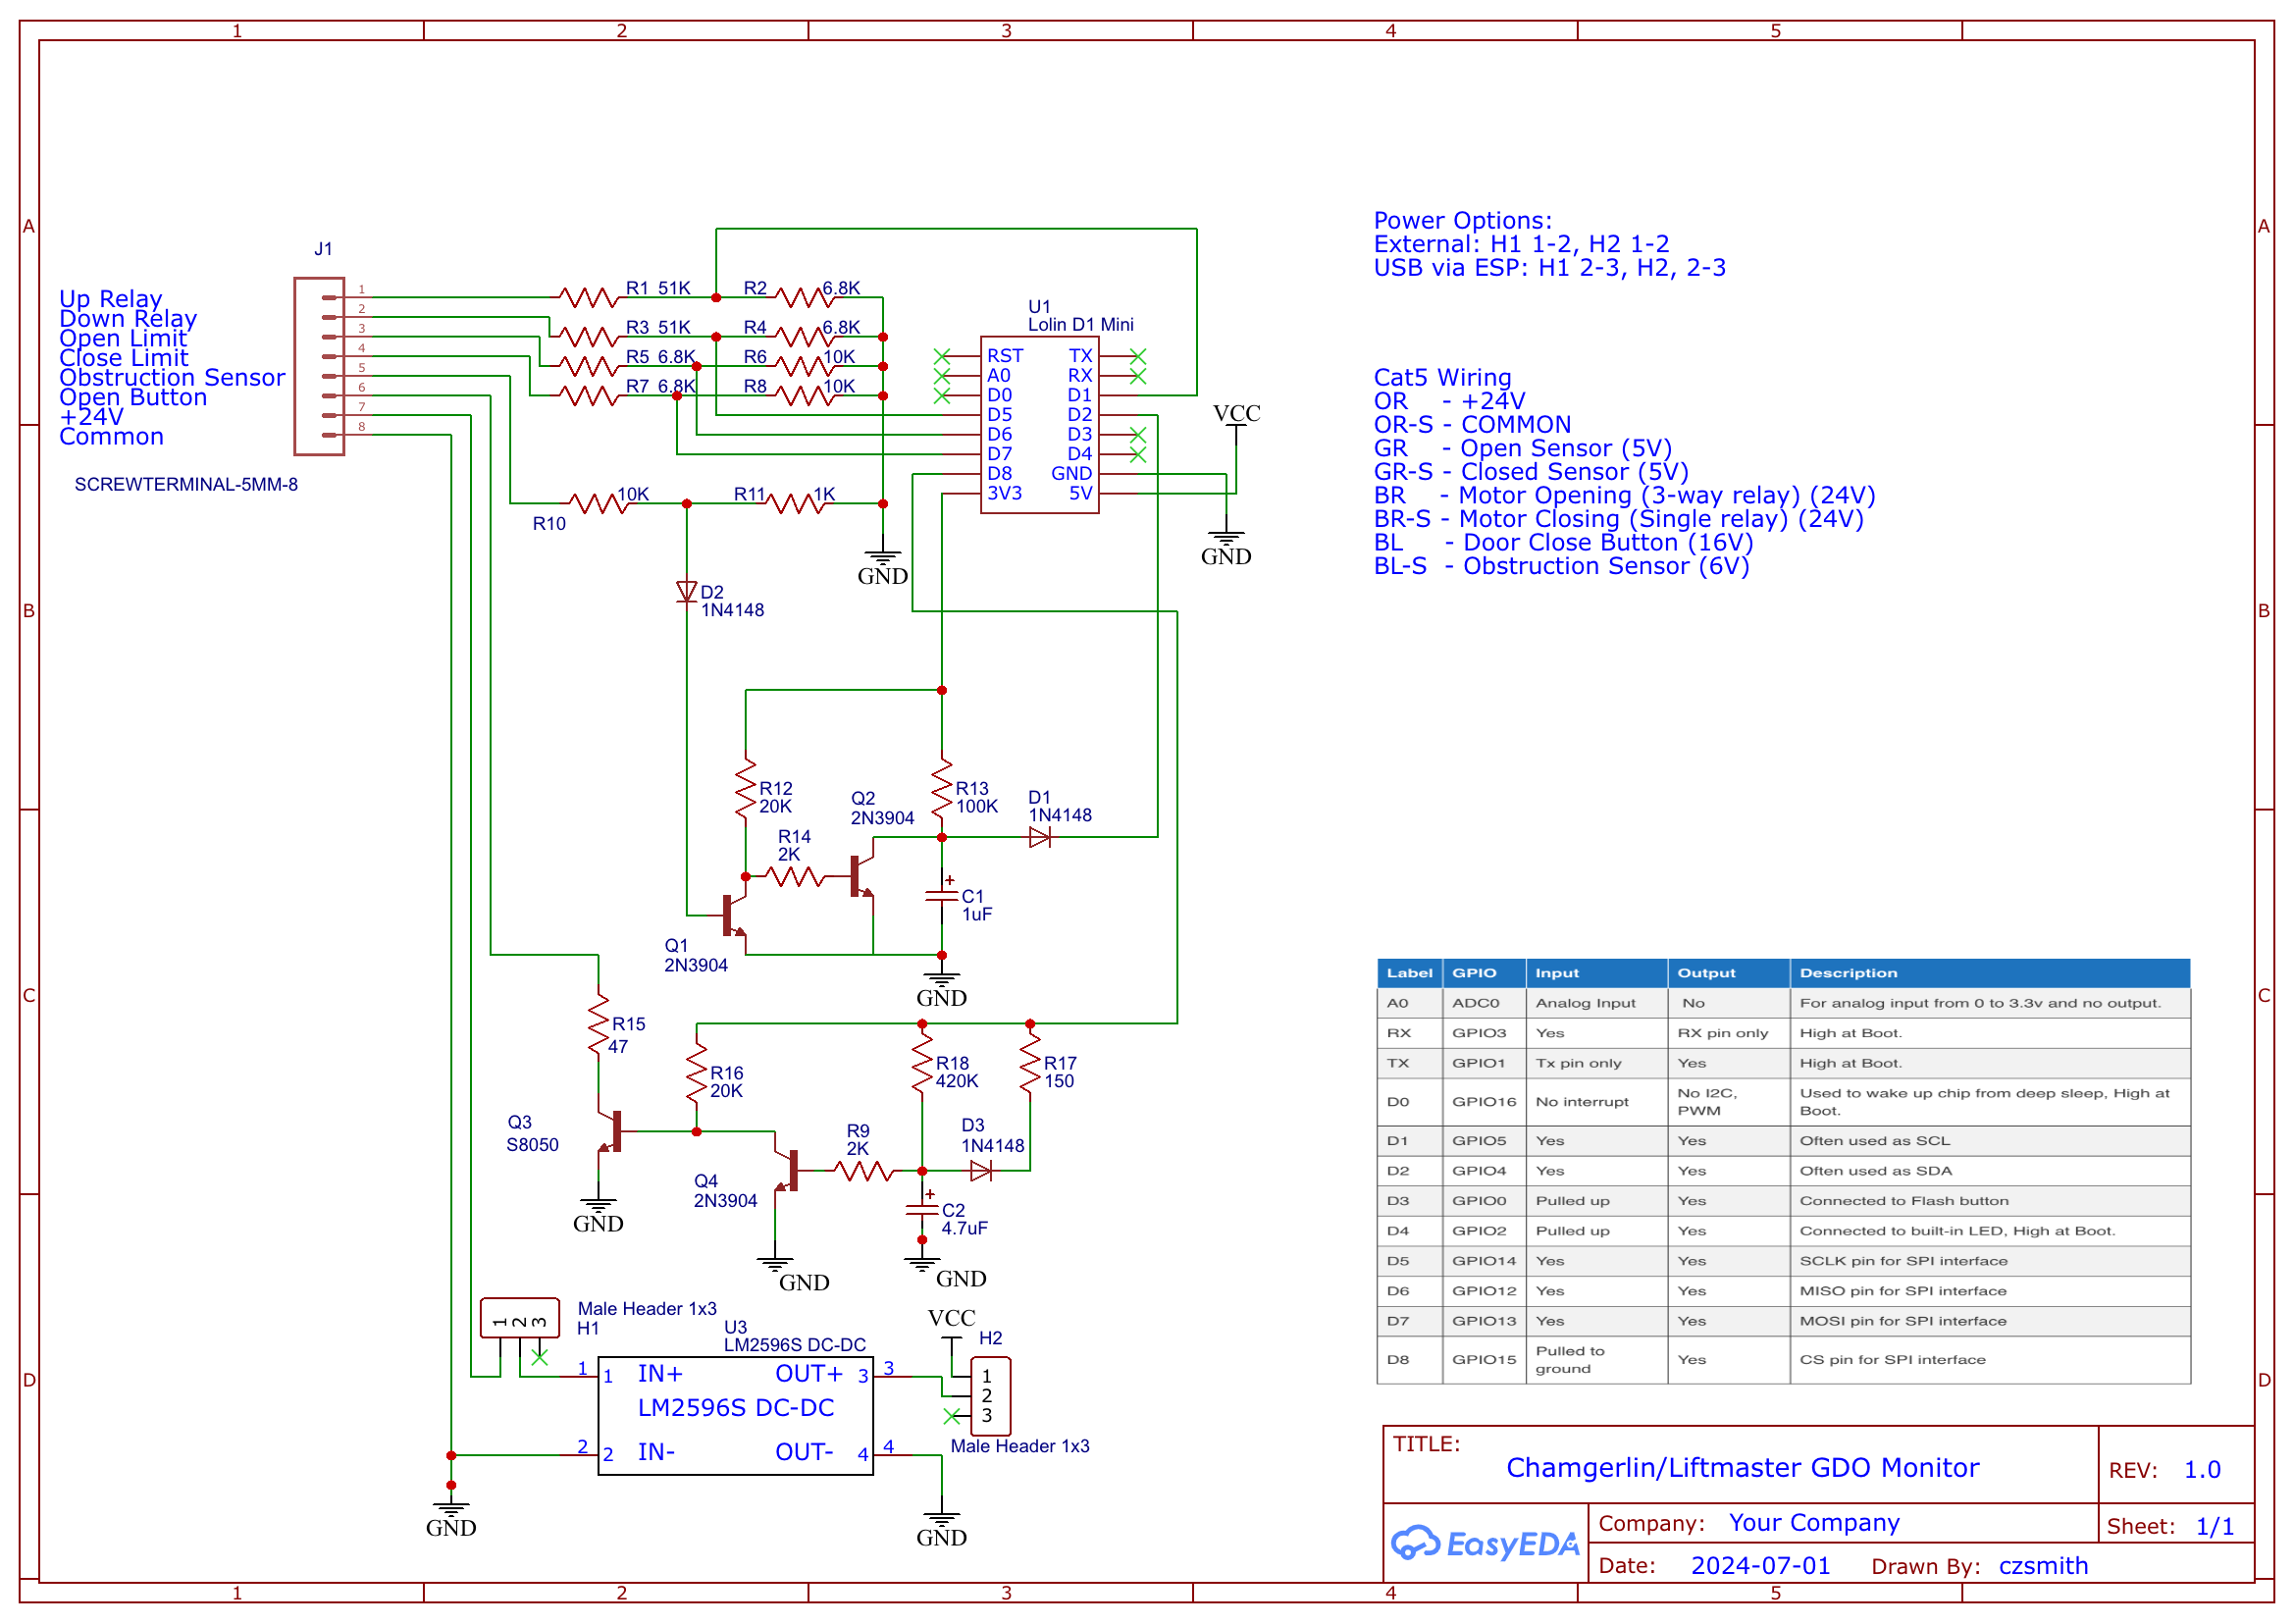 1 2 3 4 5
A A
B B
C C
D D
1 2 3 4 5
J1
Up Relay
Down Relay
Open Limit
Close Limit
Obstruction Sensor
Open Button
+24V
Common
1
2
3
4
5
6
7
8
SCREWTERMINAL-5MM-8
R1 51K R2 6.8K
R3 51K R4 6.8K
R5 6.8K R6 10K
R7 6.8K R8 10K
10K R11 1K
R10
GND
U1
Lolin D1 Mini
RST TX
A0 RX
D0 D1
D5 D2
D6 D3
D7 D4
D8 GND
3V3 5V
VCC
GND
D2
1N4148
R12
20K
R13
100K
Q2
2N3904
D1
1N4148
R14
2K
C1
1uF
+
Q1
2N3904
GND
R15
47
R16
20K
R18
420K
R17
150
Q3
S8050
GND
R9
2K
D3
1N4148
Q4
2N3904
GND
+
C2
4.7uF
GND
1 2 3
Male Header 1x3
H1
U3
LM2596S DC-DC
1 1 IN+ OUT+ 3 3
LM2596S DC-DC
2 2 IN- OUT- 4 4
VCC
H2
1
2
3
Male Header 1x3
GND
GND
Power Options:
External: H1 1-2, H2 1-2
USB via ESP: H1 2-3, H2, 2-3
Cat5 Wiring
OR - +24V
OR-S - COMMON
GR - Open Sensor (5V)
GR-S - Closed Sensor (5V)
BR - Motor Opening (3-way relay) (24V)
BR-S - Motor Closing (Single relay) (24V)
BL - Door Close Button (16V)
BL-S - Obstruction Sensor (6V)
Label GPIO Input Output Description
A0 ADC0 Analog Input No For analog input from 0 to 3.3v and no output.
RX GPIO3 Yes RX pin only High at Boot.
TX GPIO1 Tx pin only Yes High at Boot.
D0 GPIO16 No interrupt No I2C, PWM Used to wake up chip from deep sleep, High at Boot.
D1 GPIO5 Yes Yes Often used as SCL
D2 GPIO4 Yes Yes Often used as SDA
D3 GPIO0 Pulled up Yes Connected to Flash button
D4 GPIO2 Pulled up Yes Connected to built-in LED, High at Boot.
D5 GPIO14 Yes Yes SCLK pin for SPI interface
D6 GPIO12 Yes Yes MISO pin for SPI interface
D7 GPIO13 Yes Yes MOSI pin for SPI interface
D8 GPIO15 Pulled to ground Yes CS pin for SPI interface
TITLE:
Chamgerlin/Liftmaster GDO Monitor
REV: 1.0
EasyEDA
Company: Your Company
Sheet: 1/1
Date: 2024-07-01 Drawn By: czsmith